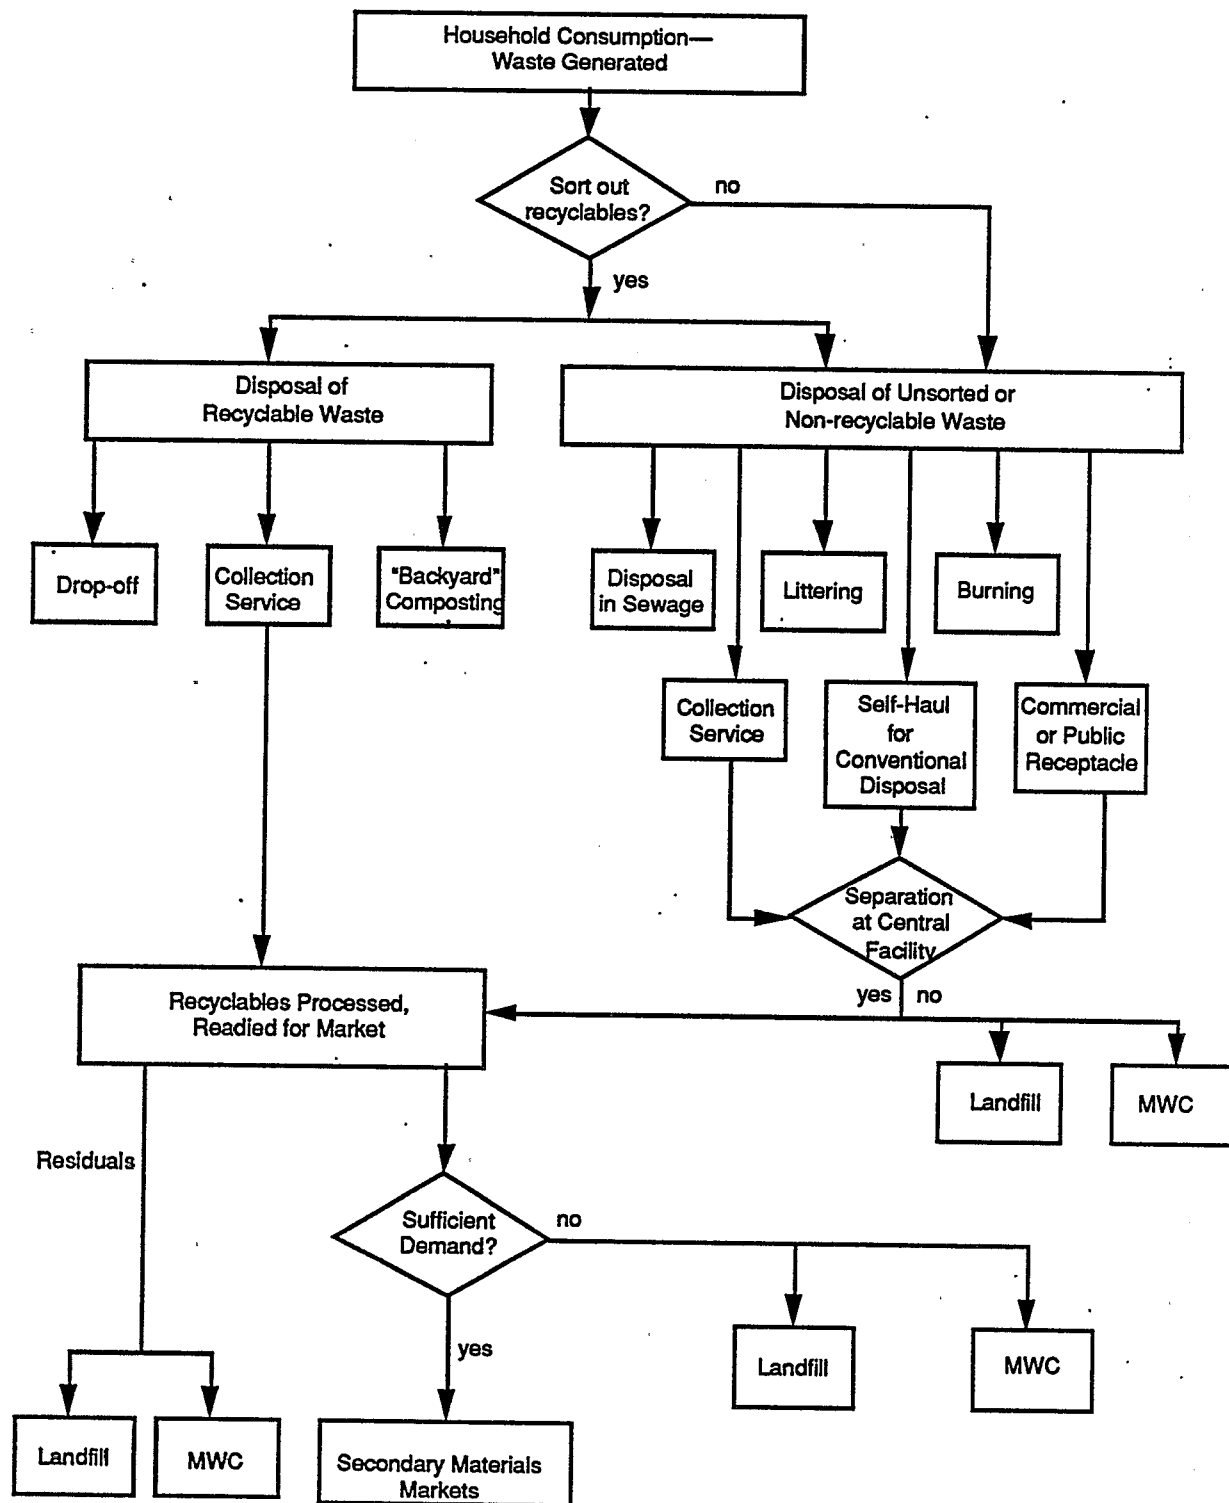 Household Consumption—
Waste Generated
Sort out
recyclables?
no
yes
Disposal of
Recyclable Waste
Disposal of Unsorted or
Non-recyclable Waste
Drop-off
Collection
Service
"Backyard"
Composting
Disposal
in Sewage
Littering
Burning
Collection
Service
Self-Haul
for
Conventional
Disposal
Commercial
or Public
Receptacle
Separation
at Central
Facility
yes
no
Recyclables Processed,
Readied for Market
Landfill
MWC
Residuals
Sufficient
Demand?
no
yes
Landfill
MWC
Landfill
MWC
Secondary Materials
Markets